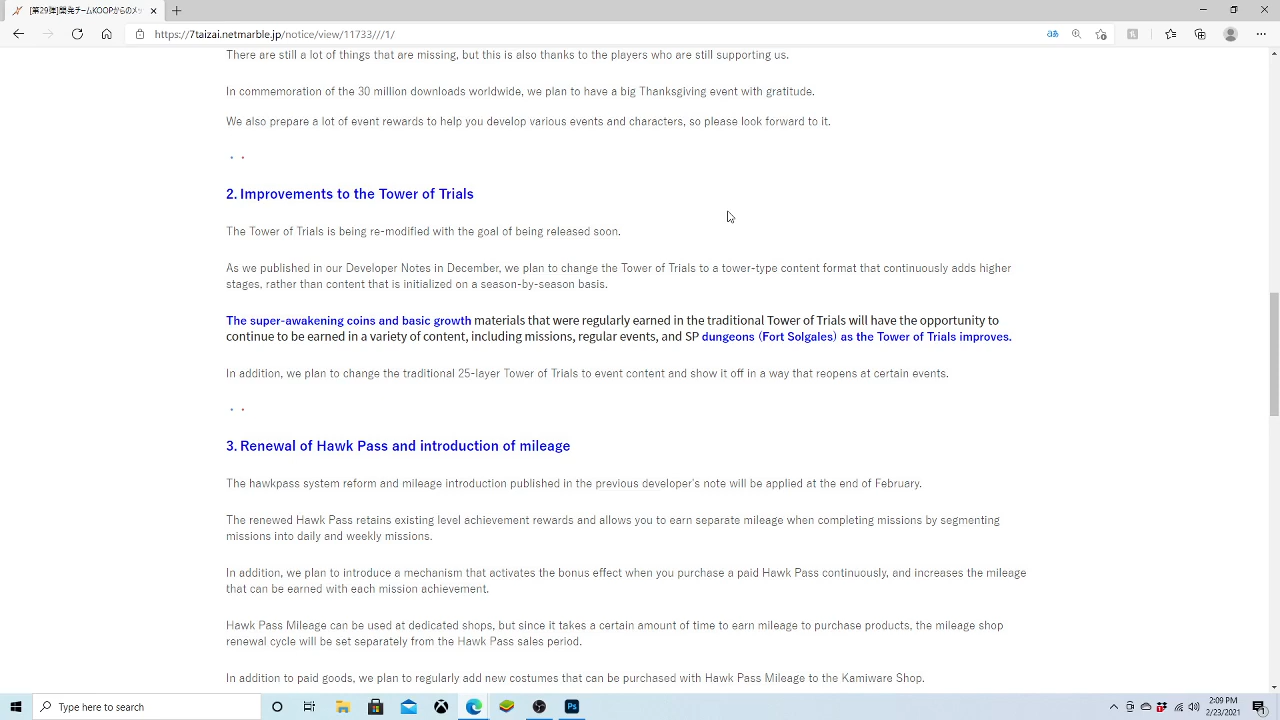 [第29弾]開発チームKOOPからのメッ
https://7taizai.netmarble.jp/notice/view/11733///1/
There are still a lot of things that are missing, but this is also thanks to the players who are still supporting us.
In commemoration of the 30 million downloads worldwide, we plan to have a big Thanksgiving event with gratitude.
We also prepare a lot of event rewards to help you develop various events and characters, so please look forward to it.
・・
2. Improvements to the Tower of Trials
The Tower of Trials is being re-modified with the goal of being released soon.
As we published in our Developer Notes in December, we plan to change the Tower of Trials to a tower-type content format that continuously adds higher
stages, rather than content that is initialized on a season-by-season basis.
The super-awakening coins and basic growth materials that were regularly earned in the traditional Tower of Trials will have the opportunity to
continue to be earned in a variety of content, including missions, regular events, and SP dungeons (Fort Solgales) as the Tower of Trials improves.
In addition, we plan to change the traditional 25-layer Tower of Trials to event content and show it off in a way that reopens at certain events.
・・
3. Renewal of Hawk Pass and introduction of mileage
The hawkpass system reform and mileage introduction published in the previous developer's note will be applied at the end of February.
The renewed Hawk Pass retains existing level achievement rewards and allows you to earn separate mileage when completing missions by segmenting
missions into daily and weekly missions.
In addition, we plan to introduce a mechanism that activates the bonus effect when you purchase a paid Hawk Pass continuously, and increases the mileage
that can be earned with each mission achievement.
Hawk Pass Mileage can be used at dedicated shops, but since it takes a certain amount of time to earn mileage to purchase products, the mileage shop
renewal cycle will be set separately from the Hawk Pass sales period.
In addition to paid goods, we plan to regularly add new costumes that can be purchased with Hawk Pass Mileage to the Kamiware Shop.
Type here to search
Ps
2:09 PM
2/23/2021